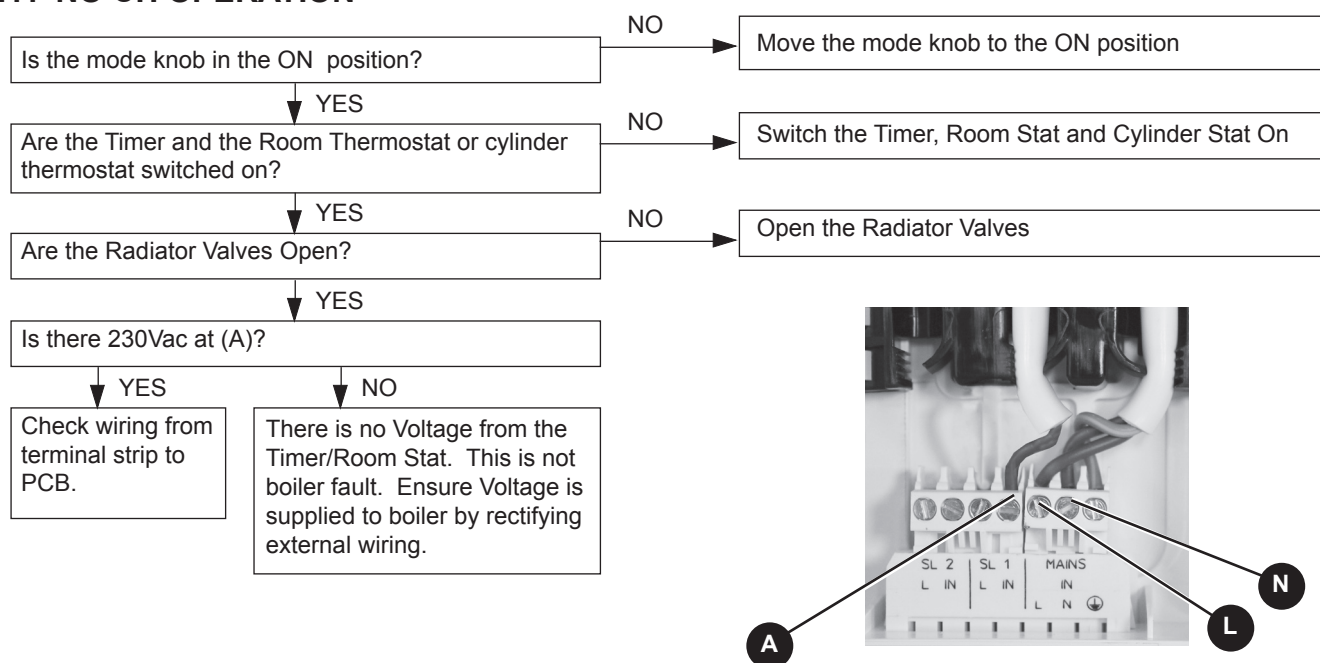 NO
Is the mode knob in the ON position?
Move the mode knob to the ON position
YES
Are the Timer and the Room Thermostat or cylinder
thermostat switched on?
NO
Switch the Timer, Room Stat and Cylinder Stat On
YES
Are the Radiator Valves Open?
NO
Open the Radiator Valves
YES
Is there 230Vac at (A)?
YES
NO
Check wiring from
terminal strip to
PCB.
There is no Voltage from the
Timer/Room Stat. This is not
boiler fault. Ensure Voltage is
supplied to boiler by rectifying
external wiring.
SL 2
SL 1
MAINS
L IN
L IN
IN
L N
A
L
N